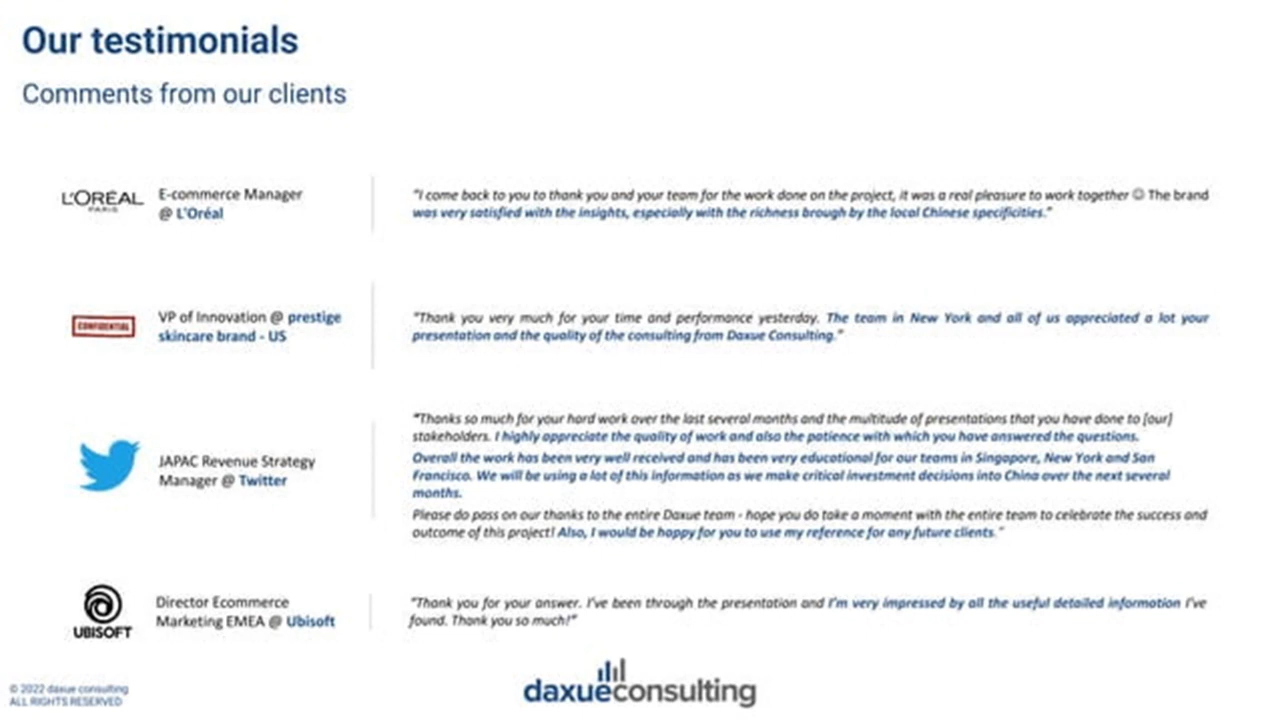 Our testimonials
Comments from our clients
L'ORÉAL
PARIS
E-commerce Manager
@ L'Oréal
"I come back to you to thank you and your team for the work done on the project, it was a real pleasure to work together ☺ The brand
was very satisfied with the insights, especially with the richness brough by the local Chinese specificities."
CONFIDENTIAL
VP of Innovation @ prestige
skincare brand - US
"Thank you very much for your time and performance yesterday. The team in New York and all of us appreciated a lot your
presentation and the quality of the consulting from Daxue Consulting."
JAPAC Revenue Strategy
Manager @ Twitter
"Thanks so much for your hard work over the last several months and the multitude of presentations that you have done to [our]
stakeholders. I highly appreciate the quality of work and also the patience with which you have answered the questions.
Overall the work has been very well received and has been very educational for our teams in Singapore, New York and San
Francisco. We will be using a lot of this information as we make critical investment decisions into China over the next several
months.
Please do pass on our thanks to the entire Daxue team - hope you do take a moment with the entire team to celebrate the success and
outcome of this project! Also, I would be happy for you to use my reference for any future clients."
UBISOFT
Director Ecommerce
Marketing EMEA @ Ubisoft
"Thank you for your answer. I've been through the presentation and I'm very impressed by all the useful detailed information I've
found. Thank you so much!"
© 2022 daxue consulting
ALL RIGHTS RESERVED
daxueconsulting